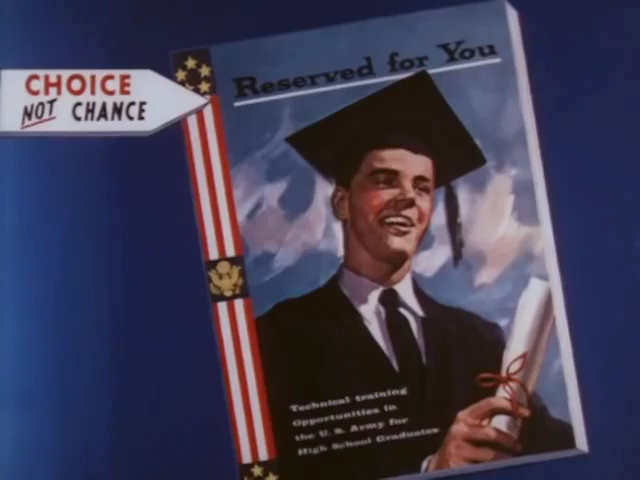 Reserved for You
CHOICE
NOT CHANCE
Technical training
Opportunities in
the U. S. Army for
High School Graduates